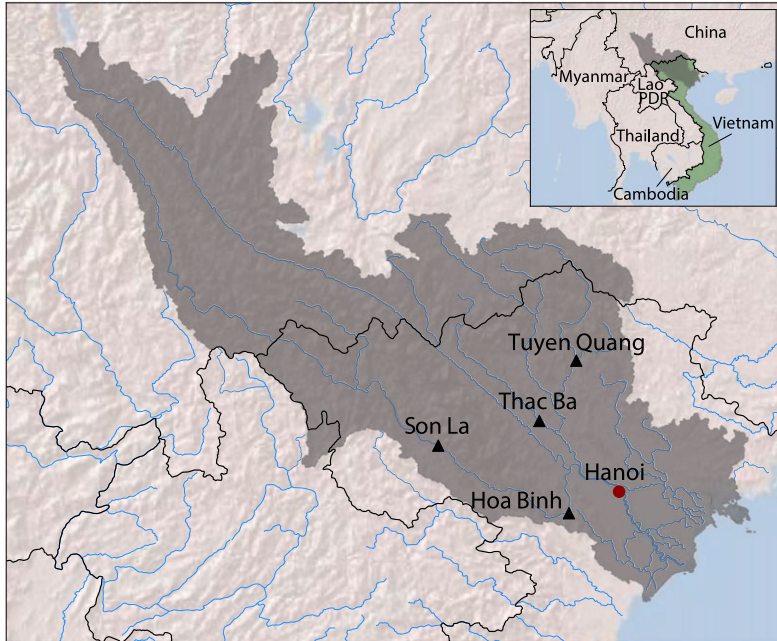 China
Myanmar
Lao
PDR
Vietnam
Thailand
Cambodia
Tuyen Quang
Thac Ba
Son La
Hanoi
Hoa Binh